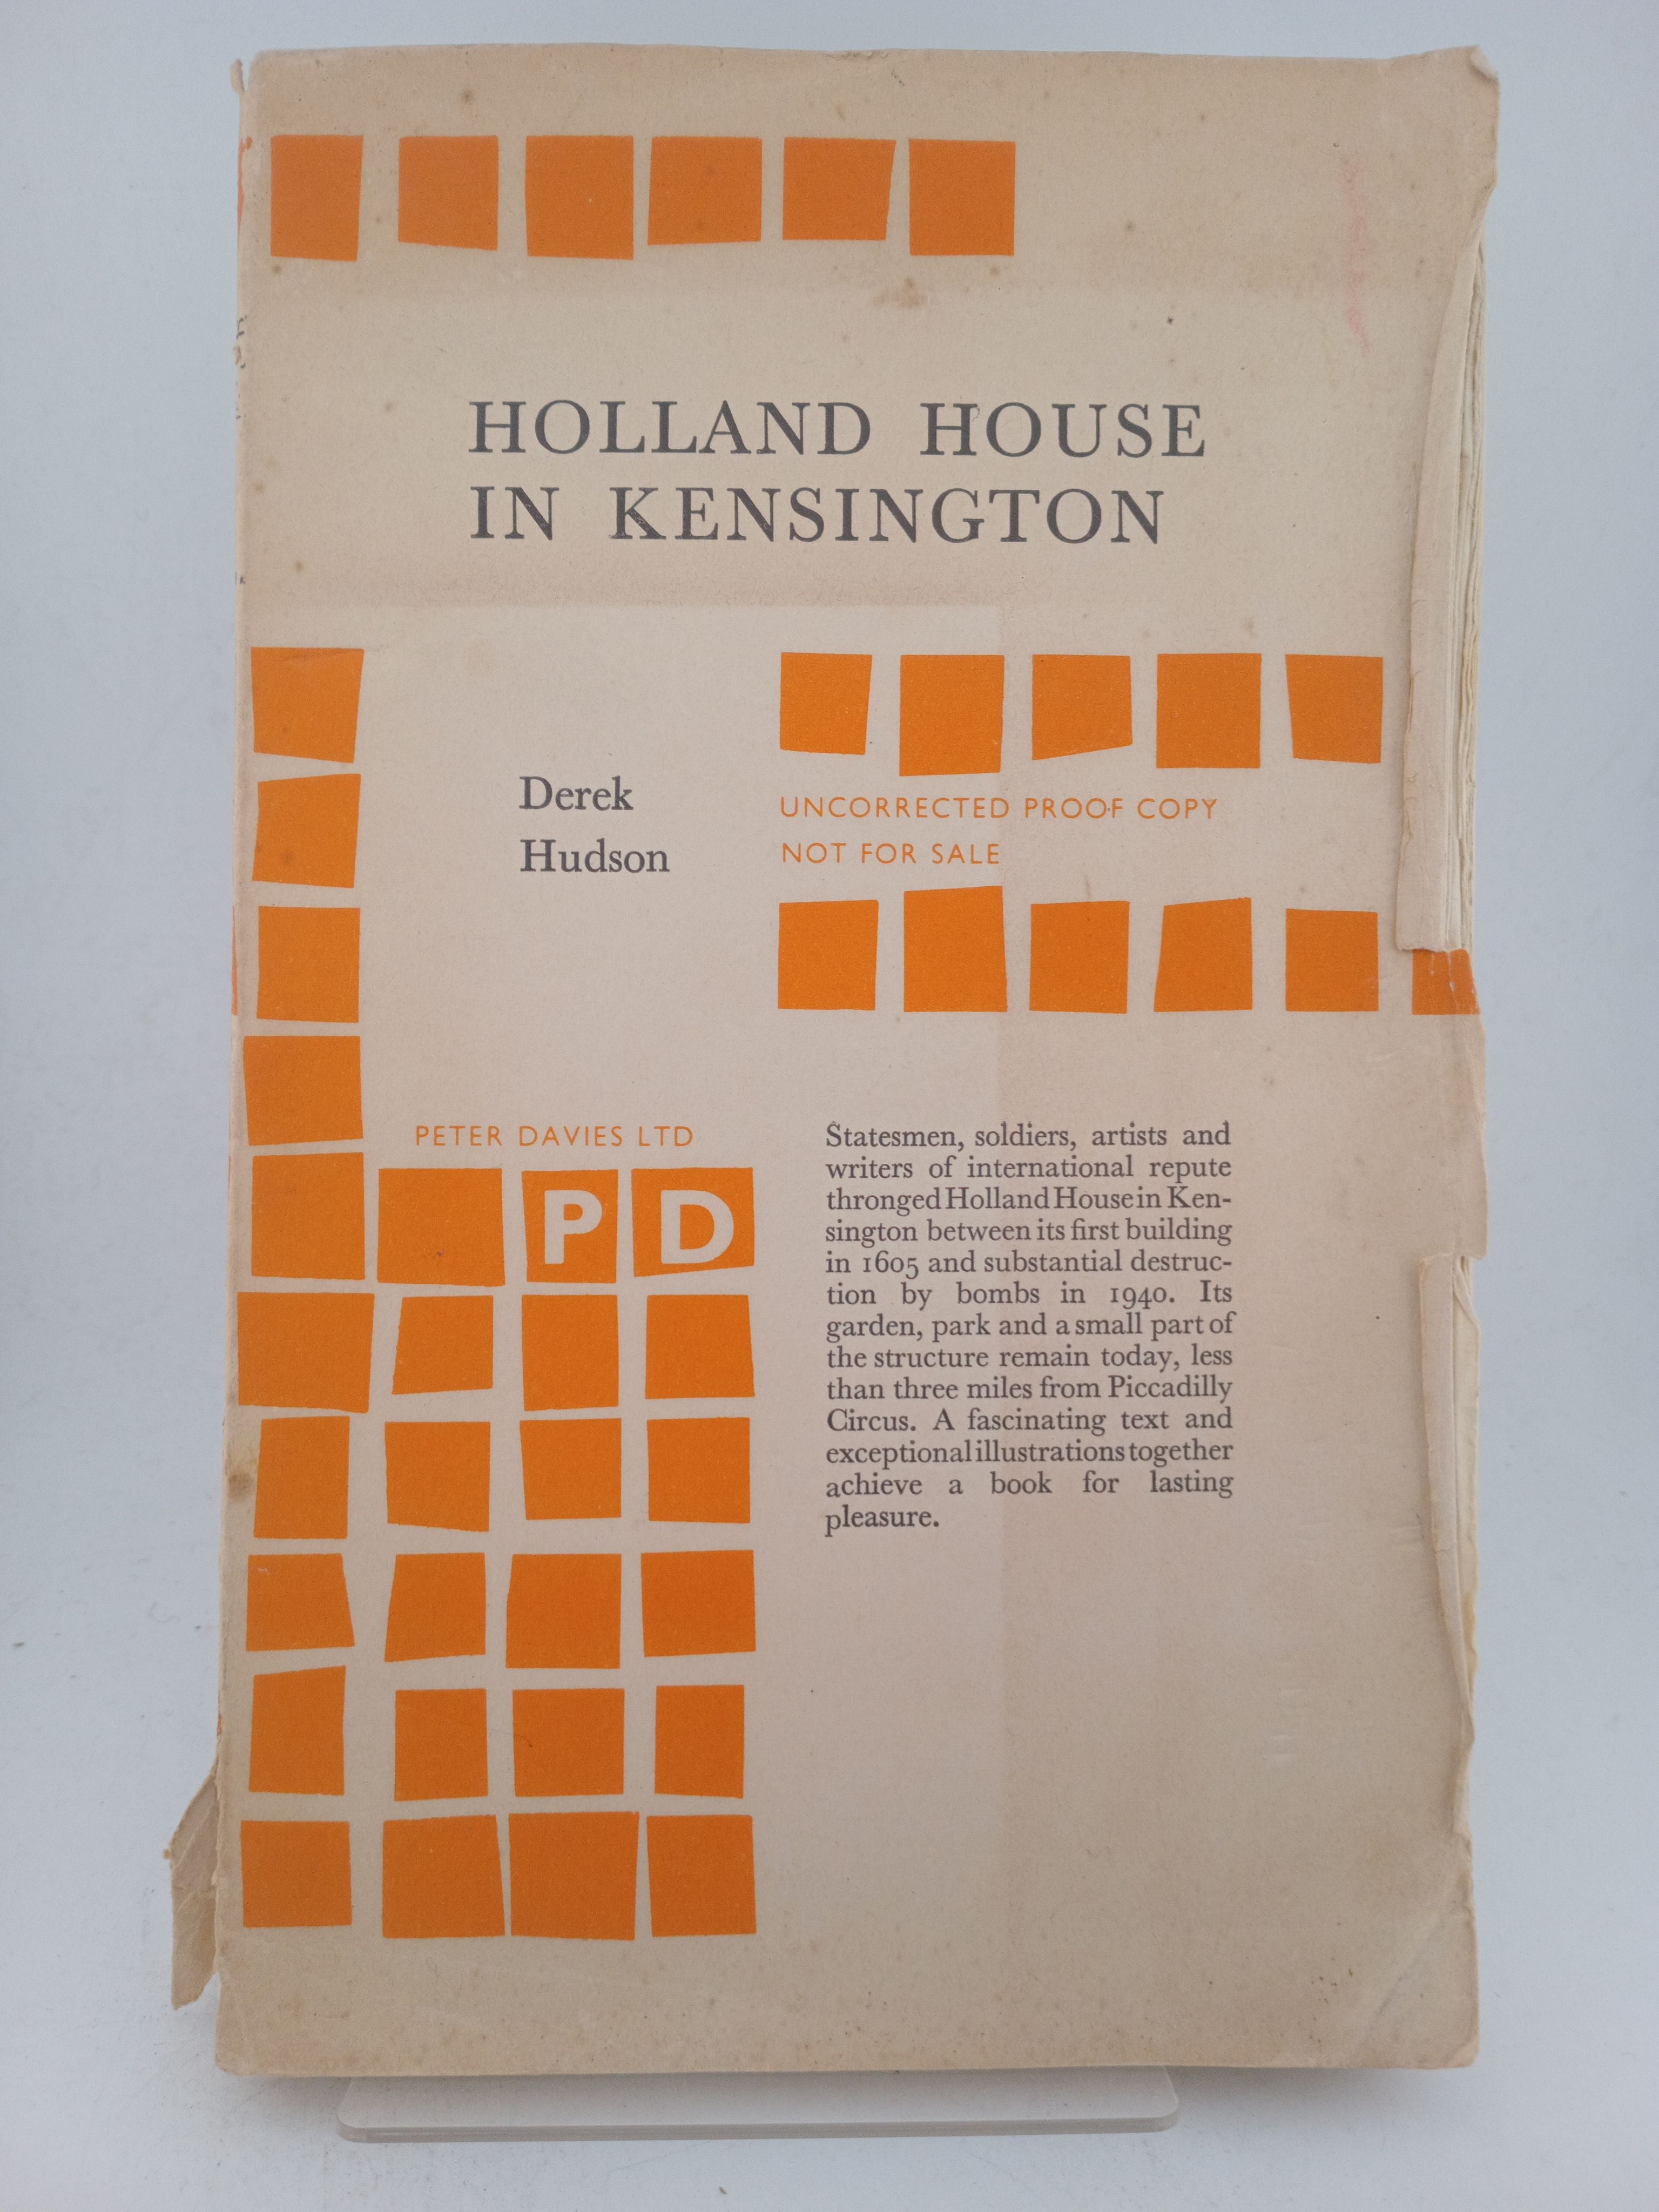 HOLLAND HOUSE
IN KENSINGTON
Derek
Hudson
UNCORRECTED PROOF COPY
NOT FOR SALE
PETER DAVIES LTD
P D
Statesmen, soldiers, artists and
writers of international repute
thronged Holland House in Ken-
sington between its first building
in 1605 and substantial destruc-
tion by bombs in 1940. Its
garden, park and a small part of
the structure remain today, less
than three miles from Piccadilly
Circus. A fascinating text and
exceptional illustrations together
achieve a book for lasting
pleasure.